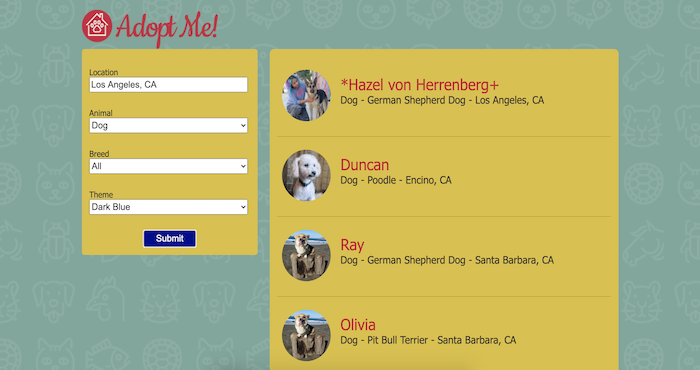 Adopt Me!
Location
Los Angeles, CA
Animal
Dog
Breed
All
Theme
Dark Blue
Submit
*Hazel von Herrenberg+
Dog - German Shepherd Dog - Los Angeles, CA
Duncan
Dog - Poodle - Encino, CA
Ray
Dog - German Shepherd Dog - Santa Barbara, CA
Olivia
Dog - Pit Bull Terrier - Santa Barbara, CA